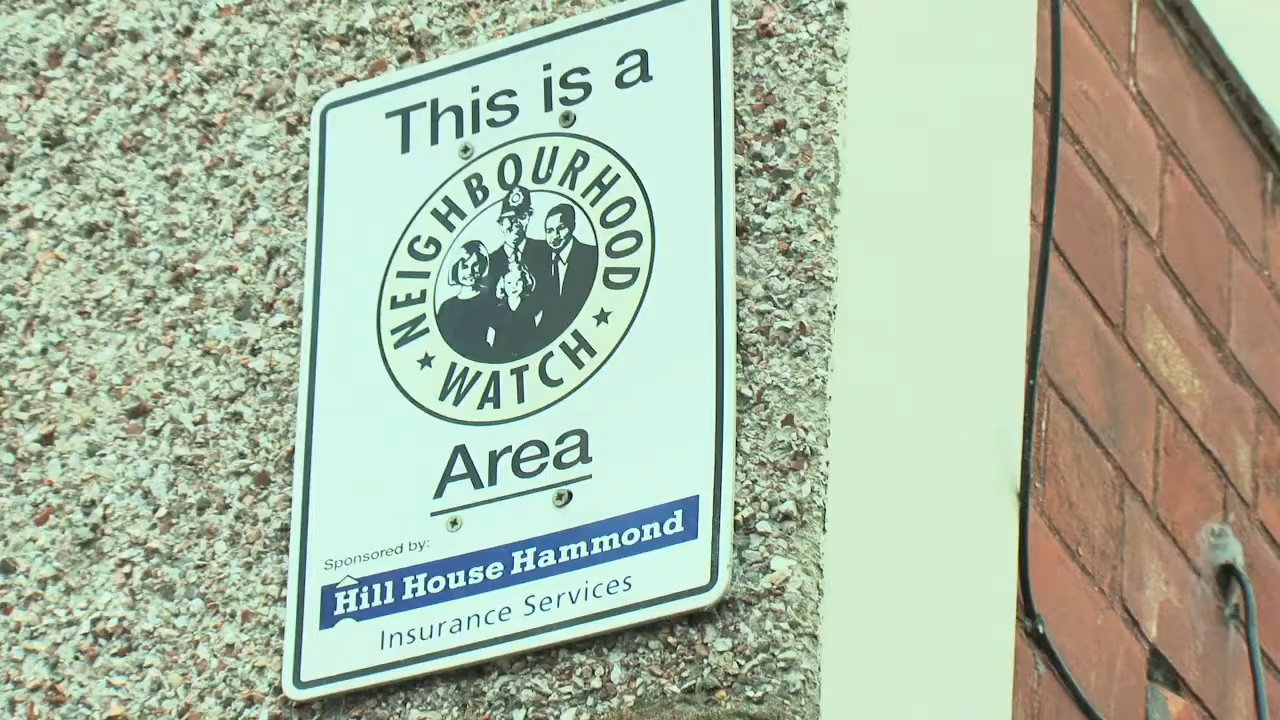 This is a
NEIGHBOURHOOD
WATCH
Area
Sponsored by:
Hill House Hammond
Insurance Services